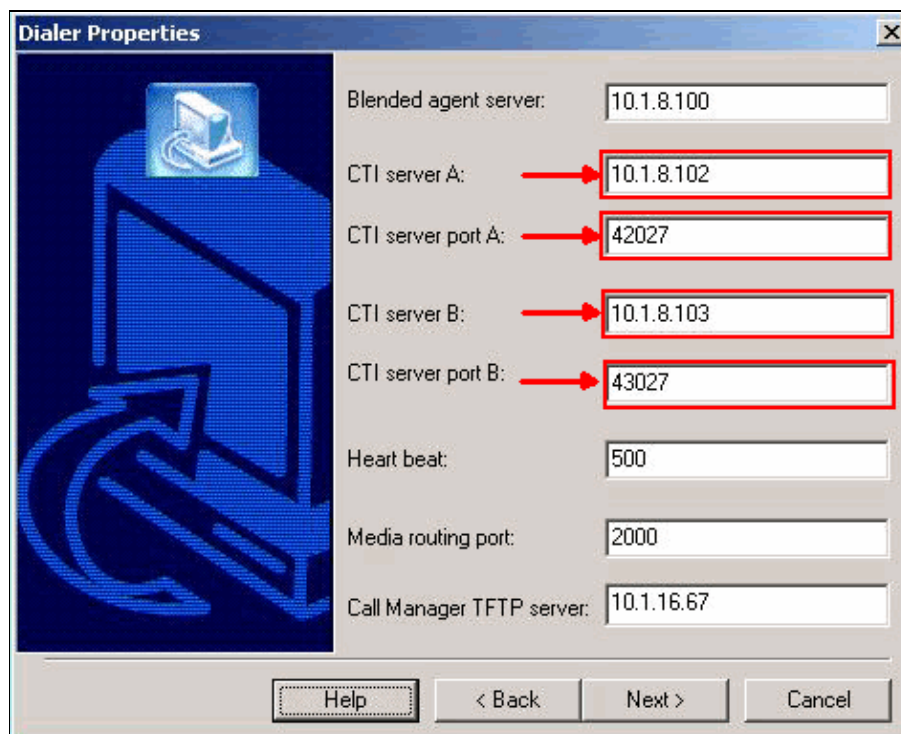 Dialer Properties
Blended agent server: 10.1.8.100
CTI server A: 10.1.8.102
CTI server port A: 42027
CTI server B: 10.1.8.103
CTI server port B: 43027
Heart beat: 500
Media routing port: 2000
Call Manager TFTP server: 10.1.16.67
Help < Back Next > Cancel